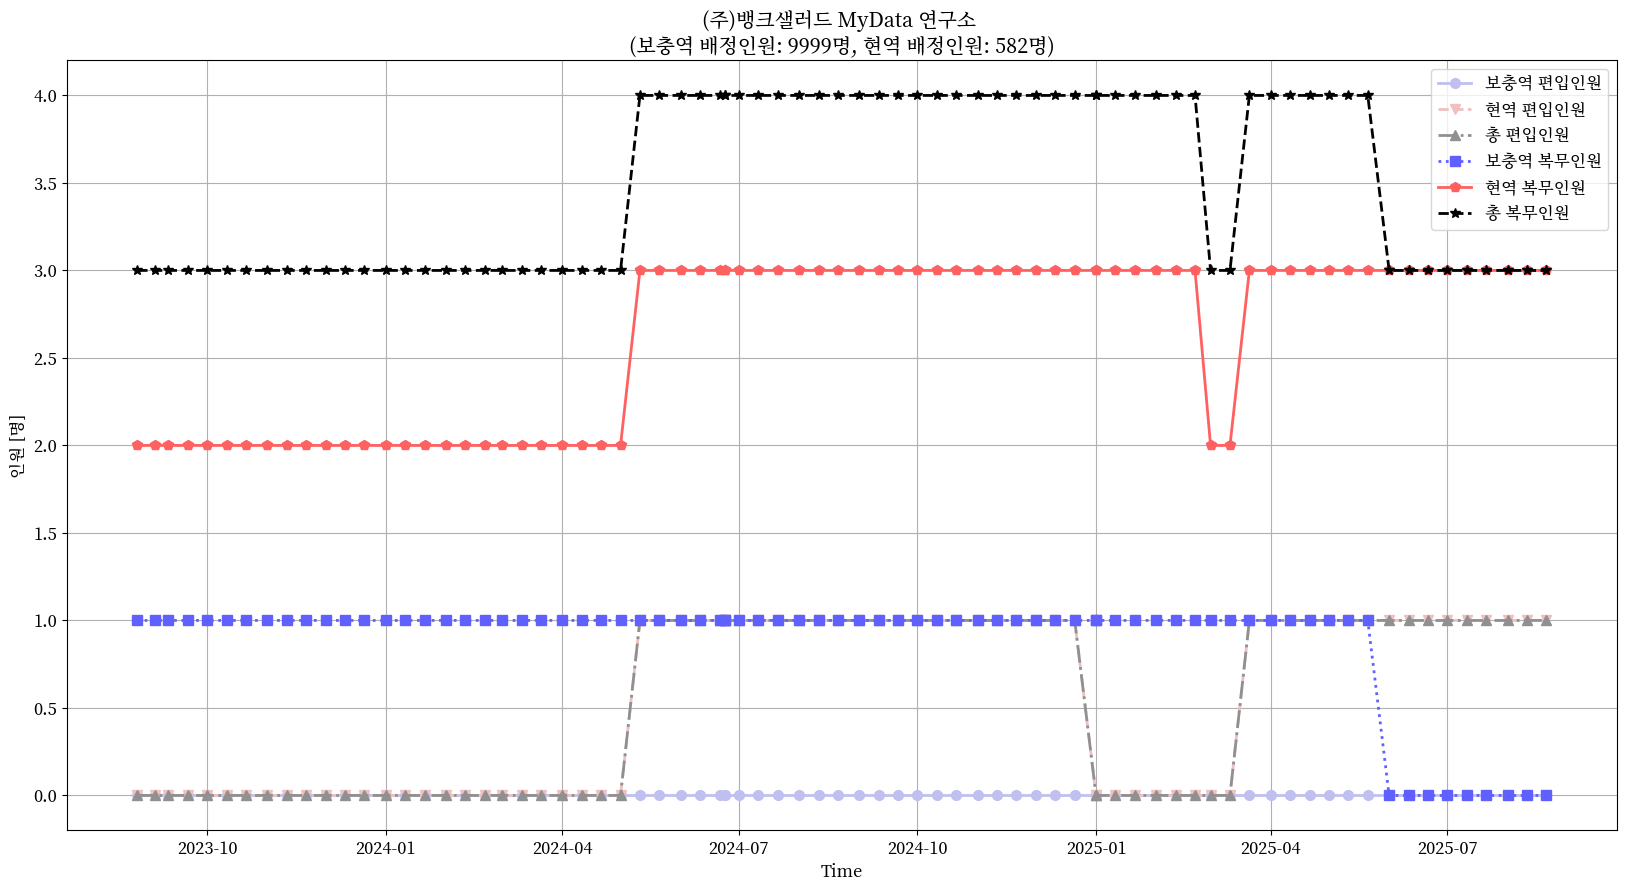 (주)뱅크샐러드 MyData 연구소
(보충역 배정인원: 9999명, 현역 배정인원: 582명)
보충역 편입인원
현역 편입인원
총 편입인원
보충역 복무인원
현역 복무인원
총 복무인원
인원 [명]
4.0
3.5
3.0
2.5
2.0
1.5
1.0
0.5
0.0
2023-10
2024-01
2024-04
2024-07
2024-10
2025-01
2025-04
2025-07
Time